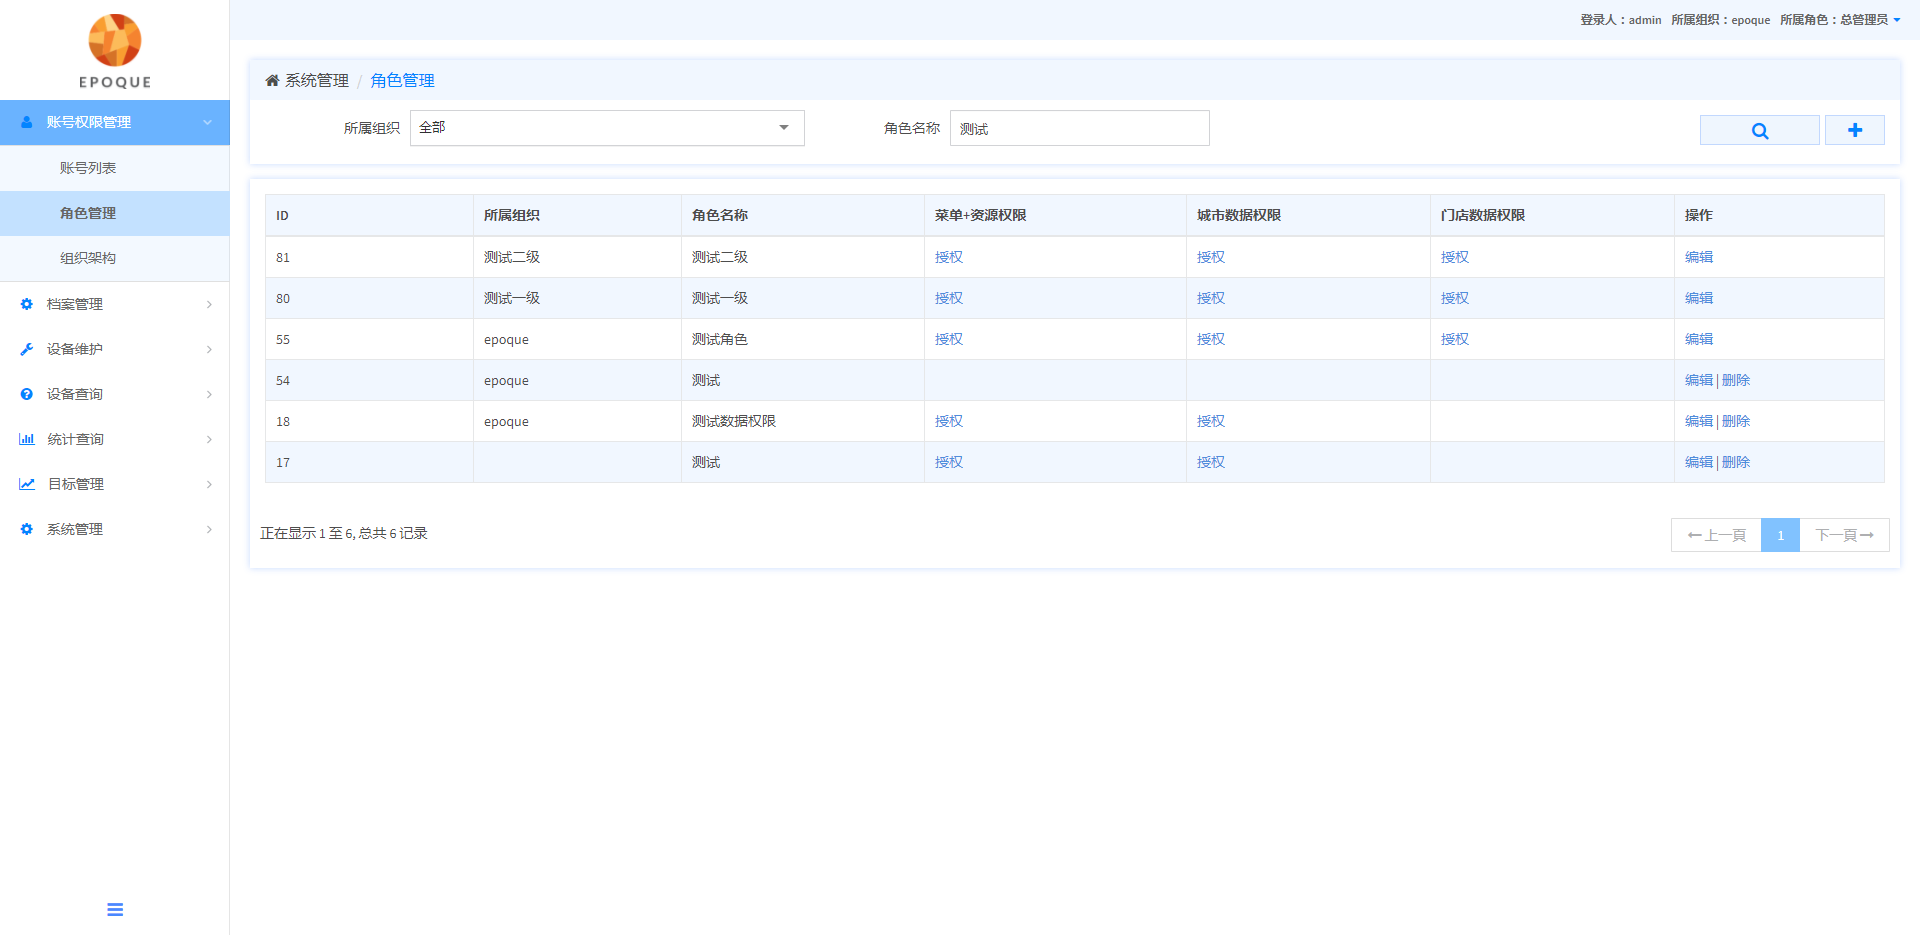 登录人：admin 所属组织：epoque 所属角色：总管理员
EPOQUE
账号权限管理
账号列表
角色管理
组织架构
档案管理
设备维护
设备查询
统计查询
目标管理
系统管理
系统管理 / 角色管理
所属组织 全部 角色名称 测试
ID 所属组织 角色名称 菜单+资源权限 城市数据权限 门店数据权限 操作
81 测试二级 测试二级 授权 授权 授权 编辑
80 测试一级 测试一级 授权 授权 授权 编辑
55 epoque 测试角色 授权 授权 授权 编辑
54 epoque 测试 编辑 | 删除
18 epoque 测试数据权限 授权 授权 编辑 | 删除
17 测试 授权 授权 编辑 | 删除
正在显示 1 至 6, 总共 6 记录
←上一頁 1 下一頁→